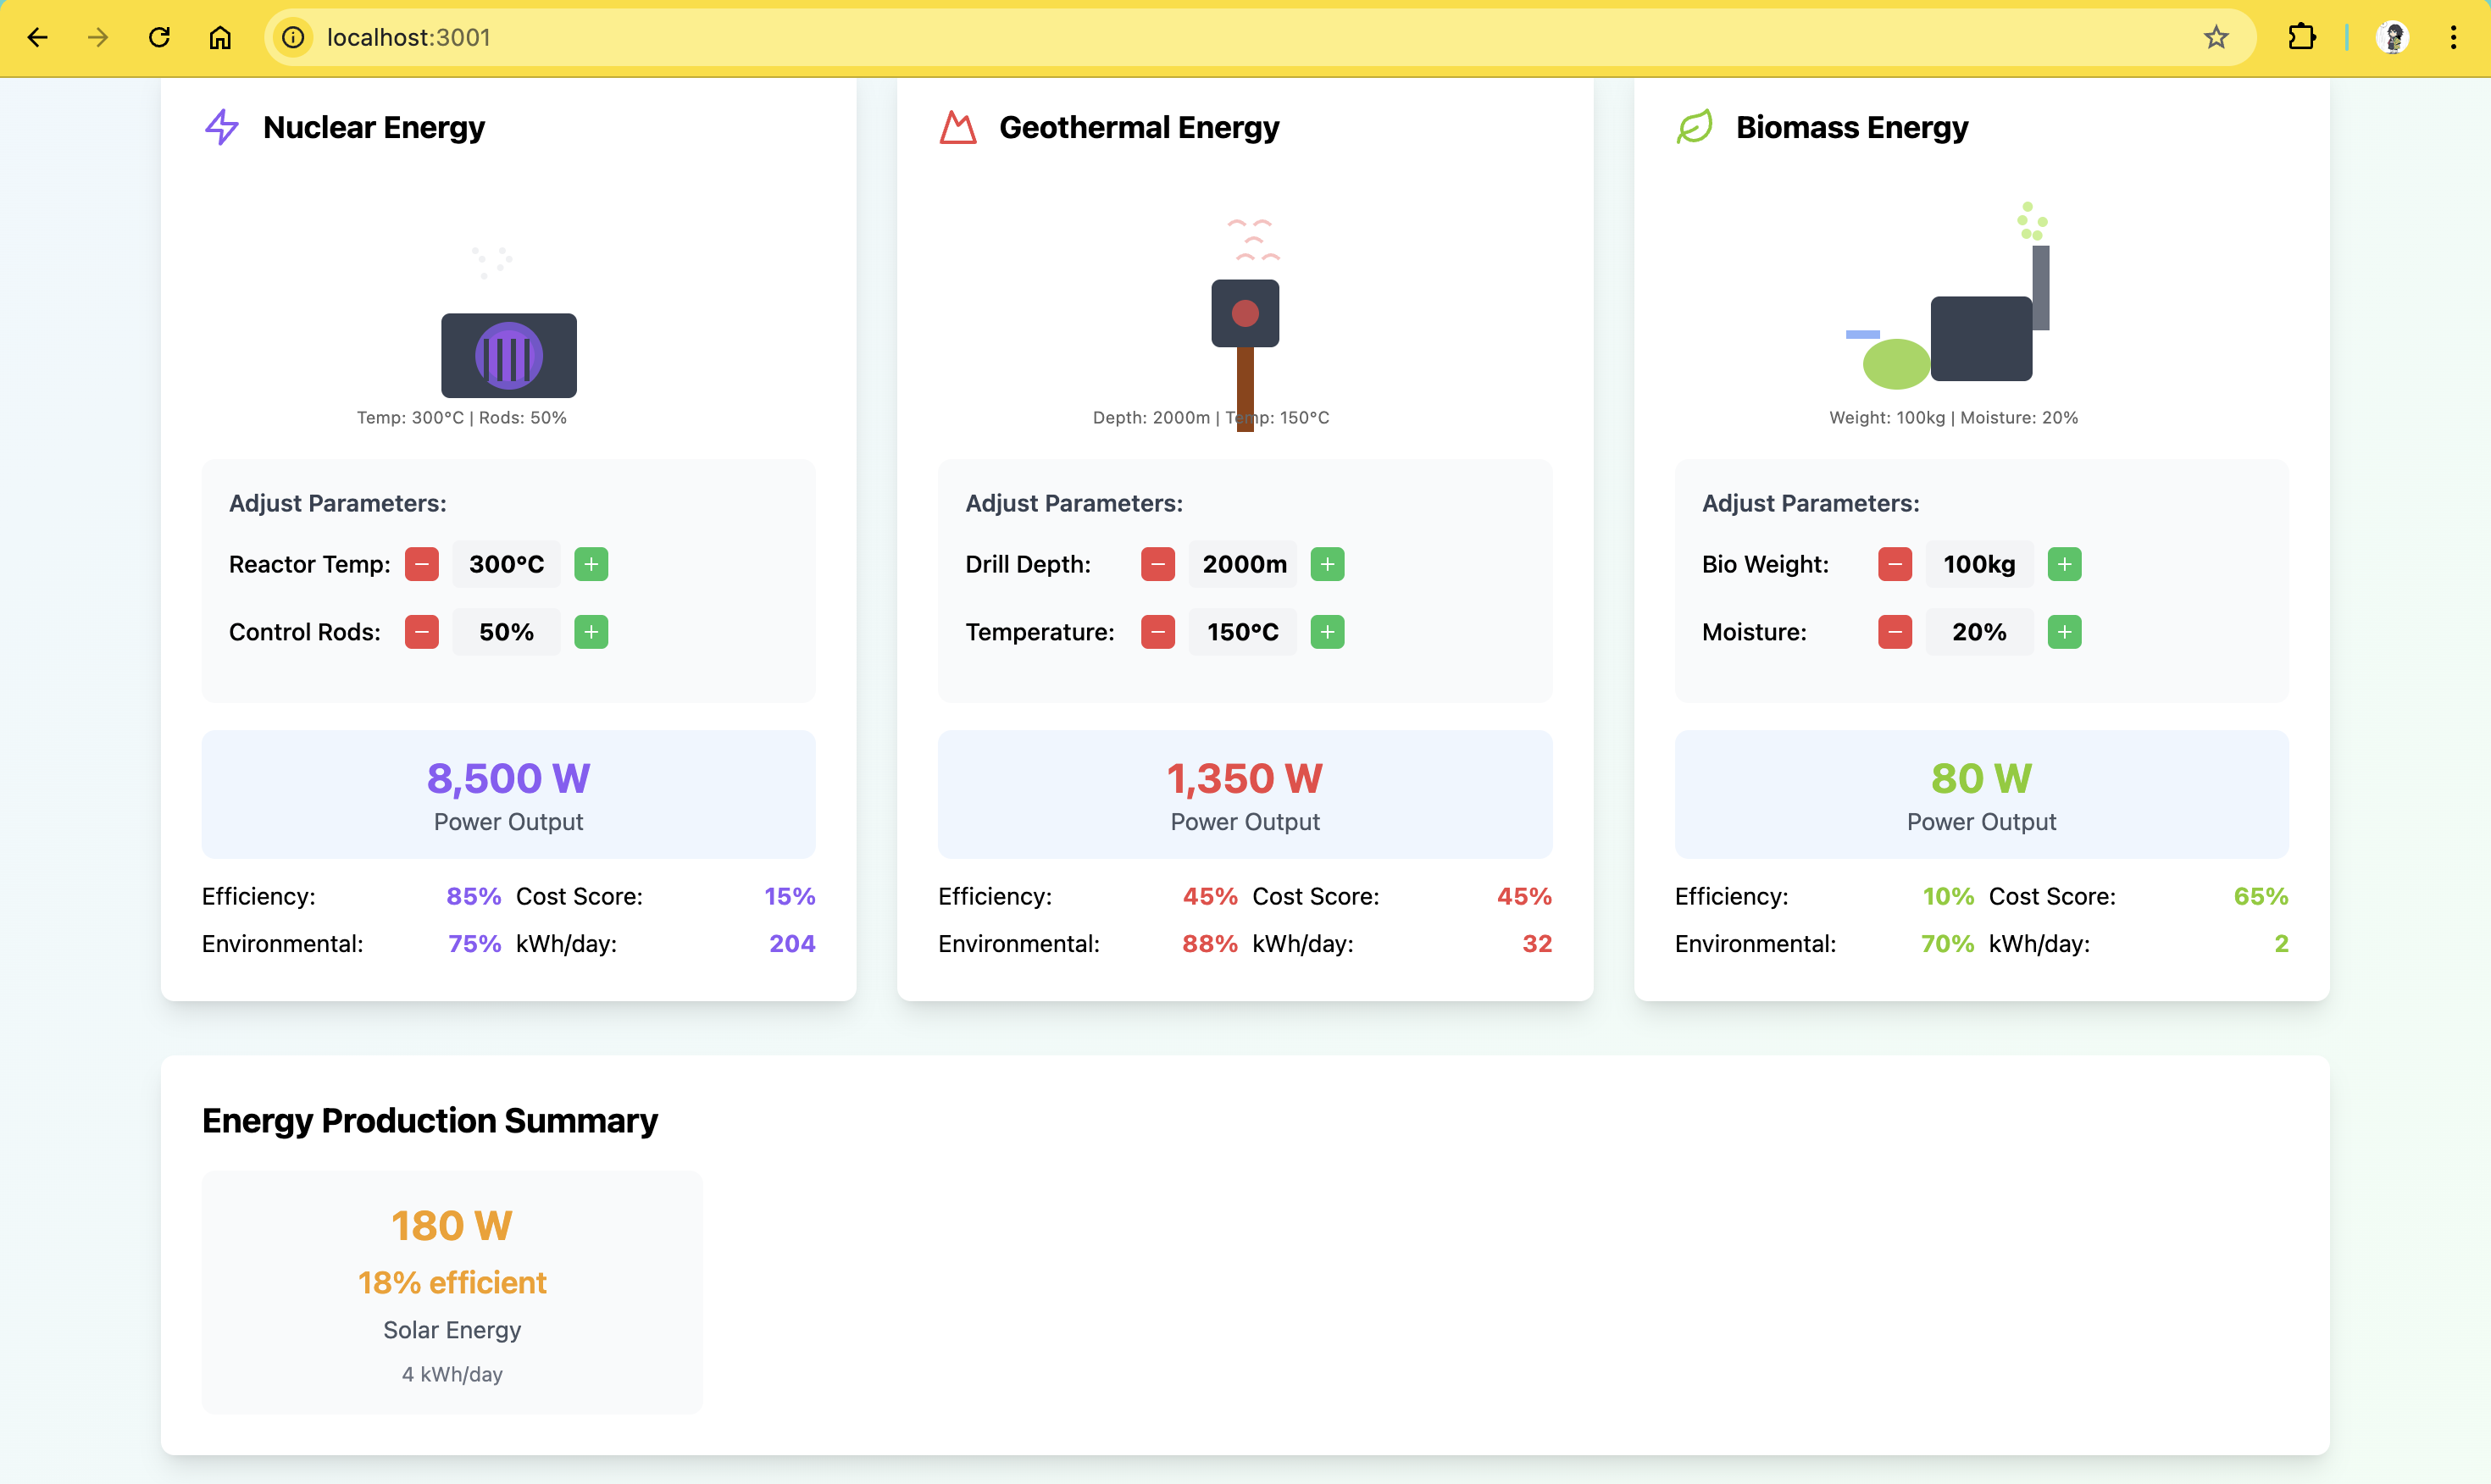 localhost:3001
Nuclear Energy
Temp: 300°C | Rods: 50%
Adjust Parameters:
Reactor Temp: − 300°C +
Control Rods: − 50% +
8,500 W
Power Output
Efficiency: 85% Cost Score: 15%
Environmental: 75% kWh/day: 204
Geothermal Energy
Depth: 2000m | Temp: 150°C
Adjust Parameters:
Drill Depth: − 2000m +
Temperature: − 150°C +
1,350 W
Power Output
Efficiency: 45% Cost Score: 45%
Environmental: 88% kWh/day: 32
Biomass Energy
Weight: 100kg | Moisture: 20%
Adjust Parameters:
Bio Weight: − 100kg +
Moisture: − 20% +
80 W
Power Output
Efficiency: 10% Cost Score: 65%
Environmental: 70% kWh/day: 2
Energy Production Summary
180 W
18% efficient
Solar Energy
4 kWh/day